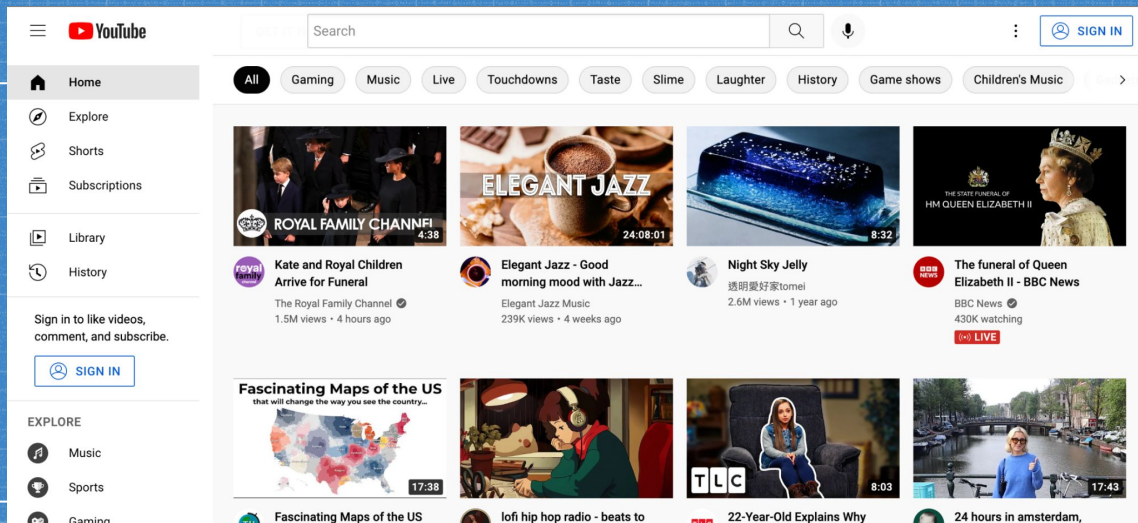 YouTube
Search
SIGN IN
Home
Explore
Shorts
Subscriptions
Library
History
Sign in to like videos,
comment, and subscribe.
SIGN IN
EXPLORE
Music
Sports
Gaming
All
Gaming
Music
Live
Touchdowns
Taste
Slime
Laughter
History
Game shows
Children's Music
ROYAL FAMILY CHANNEL
4:38
royal
family
channel
Kate and Royal Children
Arrive for Funeral
The Royal Family Channel
1.5M views • 4 hours ago
ELEGANT JAZZ
24:08:01
Elegant Jazz - Good
morning mood with Jazz...
Elegant Jazz Music
239K views • 4 weeks ago
8:32
Night Sky Jelly
透明愛好家tomei
2.6M views • 1 year ago
THE STATE FUNERAL OF
HM QUEEN ELIZABETH II
BBC
NEWS
The funeral of Queen
Elizabeth II - BBC News
BBC News
430K watching
LIVE
Fascinating Maps of the US
that will change the way you see the country...
17:38
Fascinating Maps of the US
lofi hip hop radio - beats to
TLC
8:03
22-Year-Old Explains Why
17:43
24 hours in amsterdam,